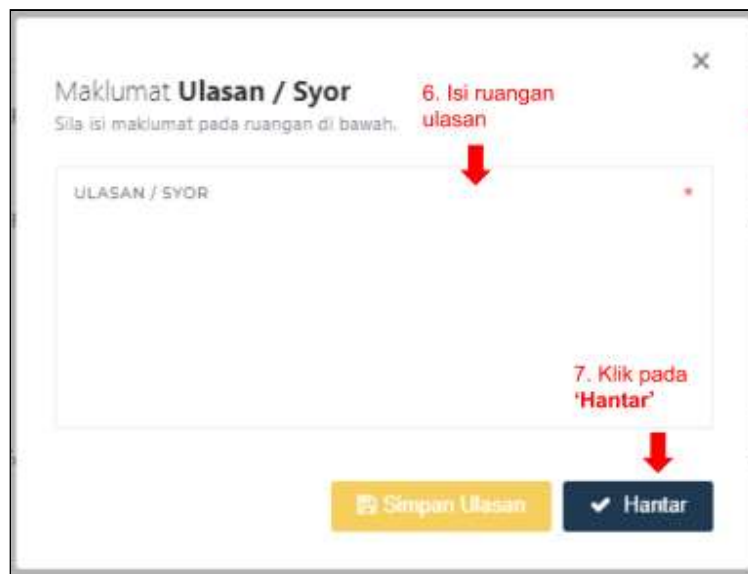 Maklumat Ulasan / Syor
Sila isi maklumat pada ruangan di bawah.
6. Isi ruangan
ulasan
ULASAN / SYOR *
7. Klik pada
‘Hantar’
Simpan Ulasan
Hantar